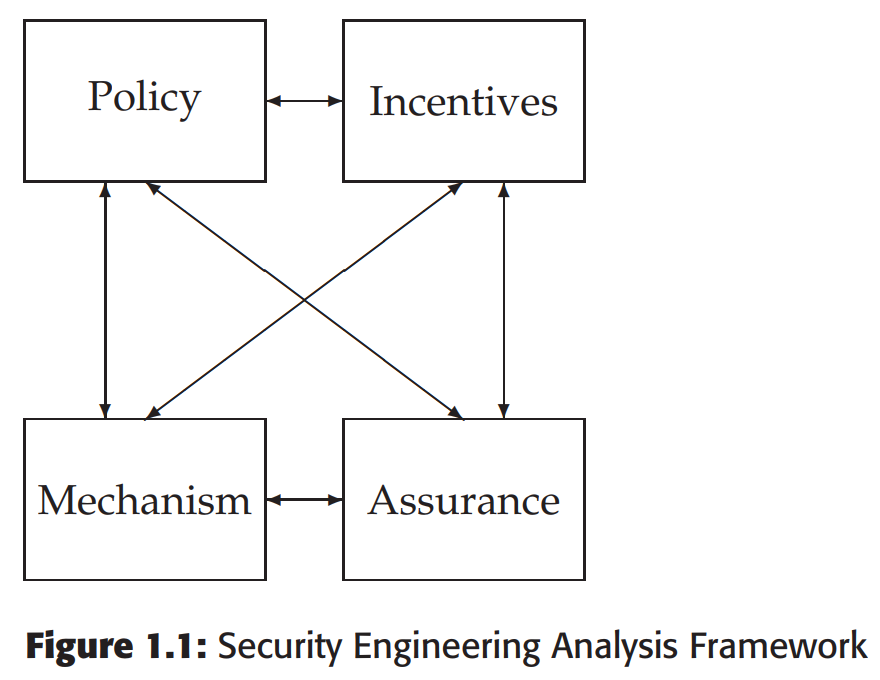 Policy
Incentives
Mechanism
Assurance
Figure 1.1: Security Engineering Analysis Framework